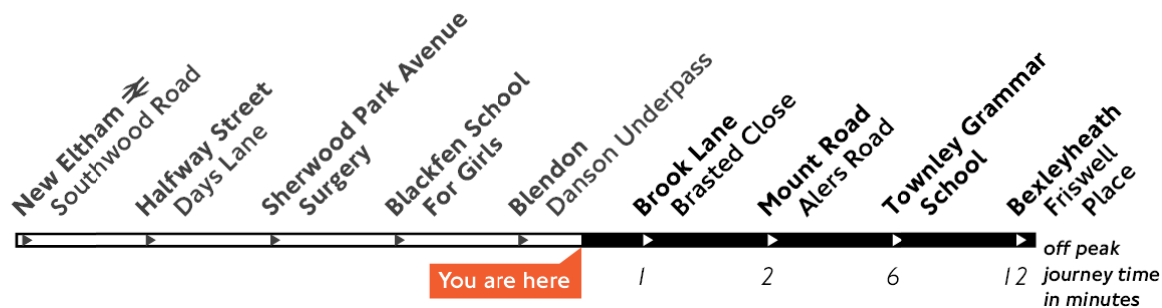 New Eltham
Southwood Road
Halfway Street
Days Lane
Sherwood Park Avenue
Surgery
Blackfen School
For Girls
Blendon
Danson Underpass
Brook Lane
Brasted Close
Mount Road
Alers Road
Townley Grammar
School
Bexleyheath
Friswell
Place
You are here
1
2
6
12
off peak
journey time
in minutes